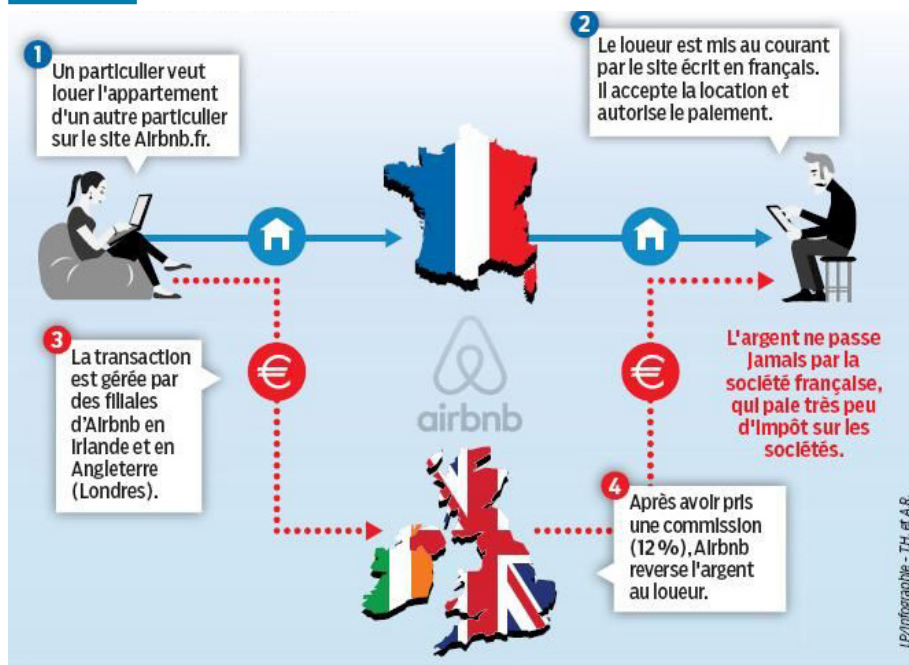 1
Un particulier veut
louer l'appartement
d'un autre particulier
sur le site Airbnb.fr.
2
Le loueur est mis au courant
par le site écrit en français.
Il accepte la location et
autorise le paiement.
3
La transaction
est gérée par
des filiales
d'Airbnb en
Irlande et en
Angleterre
(Londres).
€
airbnb
€
L'argent ne passe
jamais par la
société française,
qui paie très peu
d'impôt sur les
sociétés.
4
Après avoir pris
une commission
(12 %), Airbnb
reverse l'argent
au loueur.
LP/Infographie - T.H. et A.R.